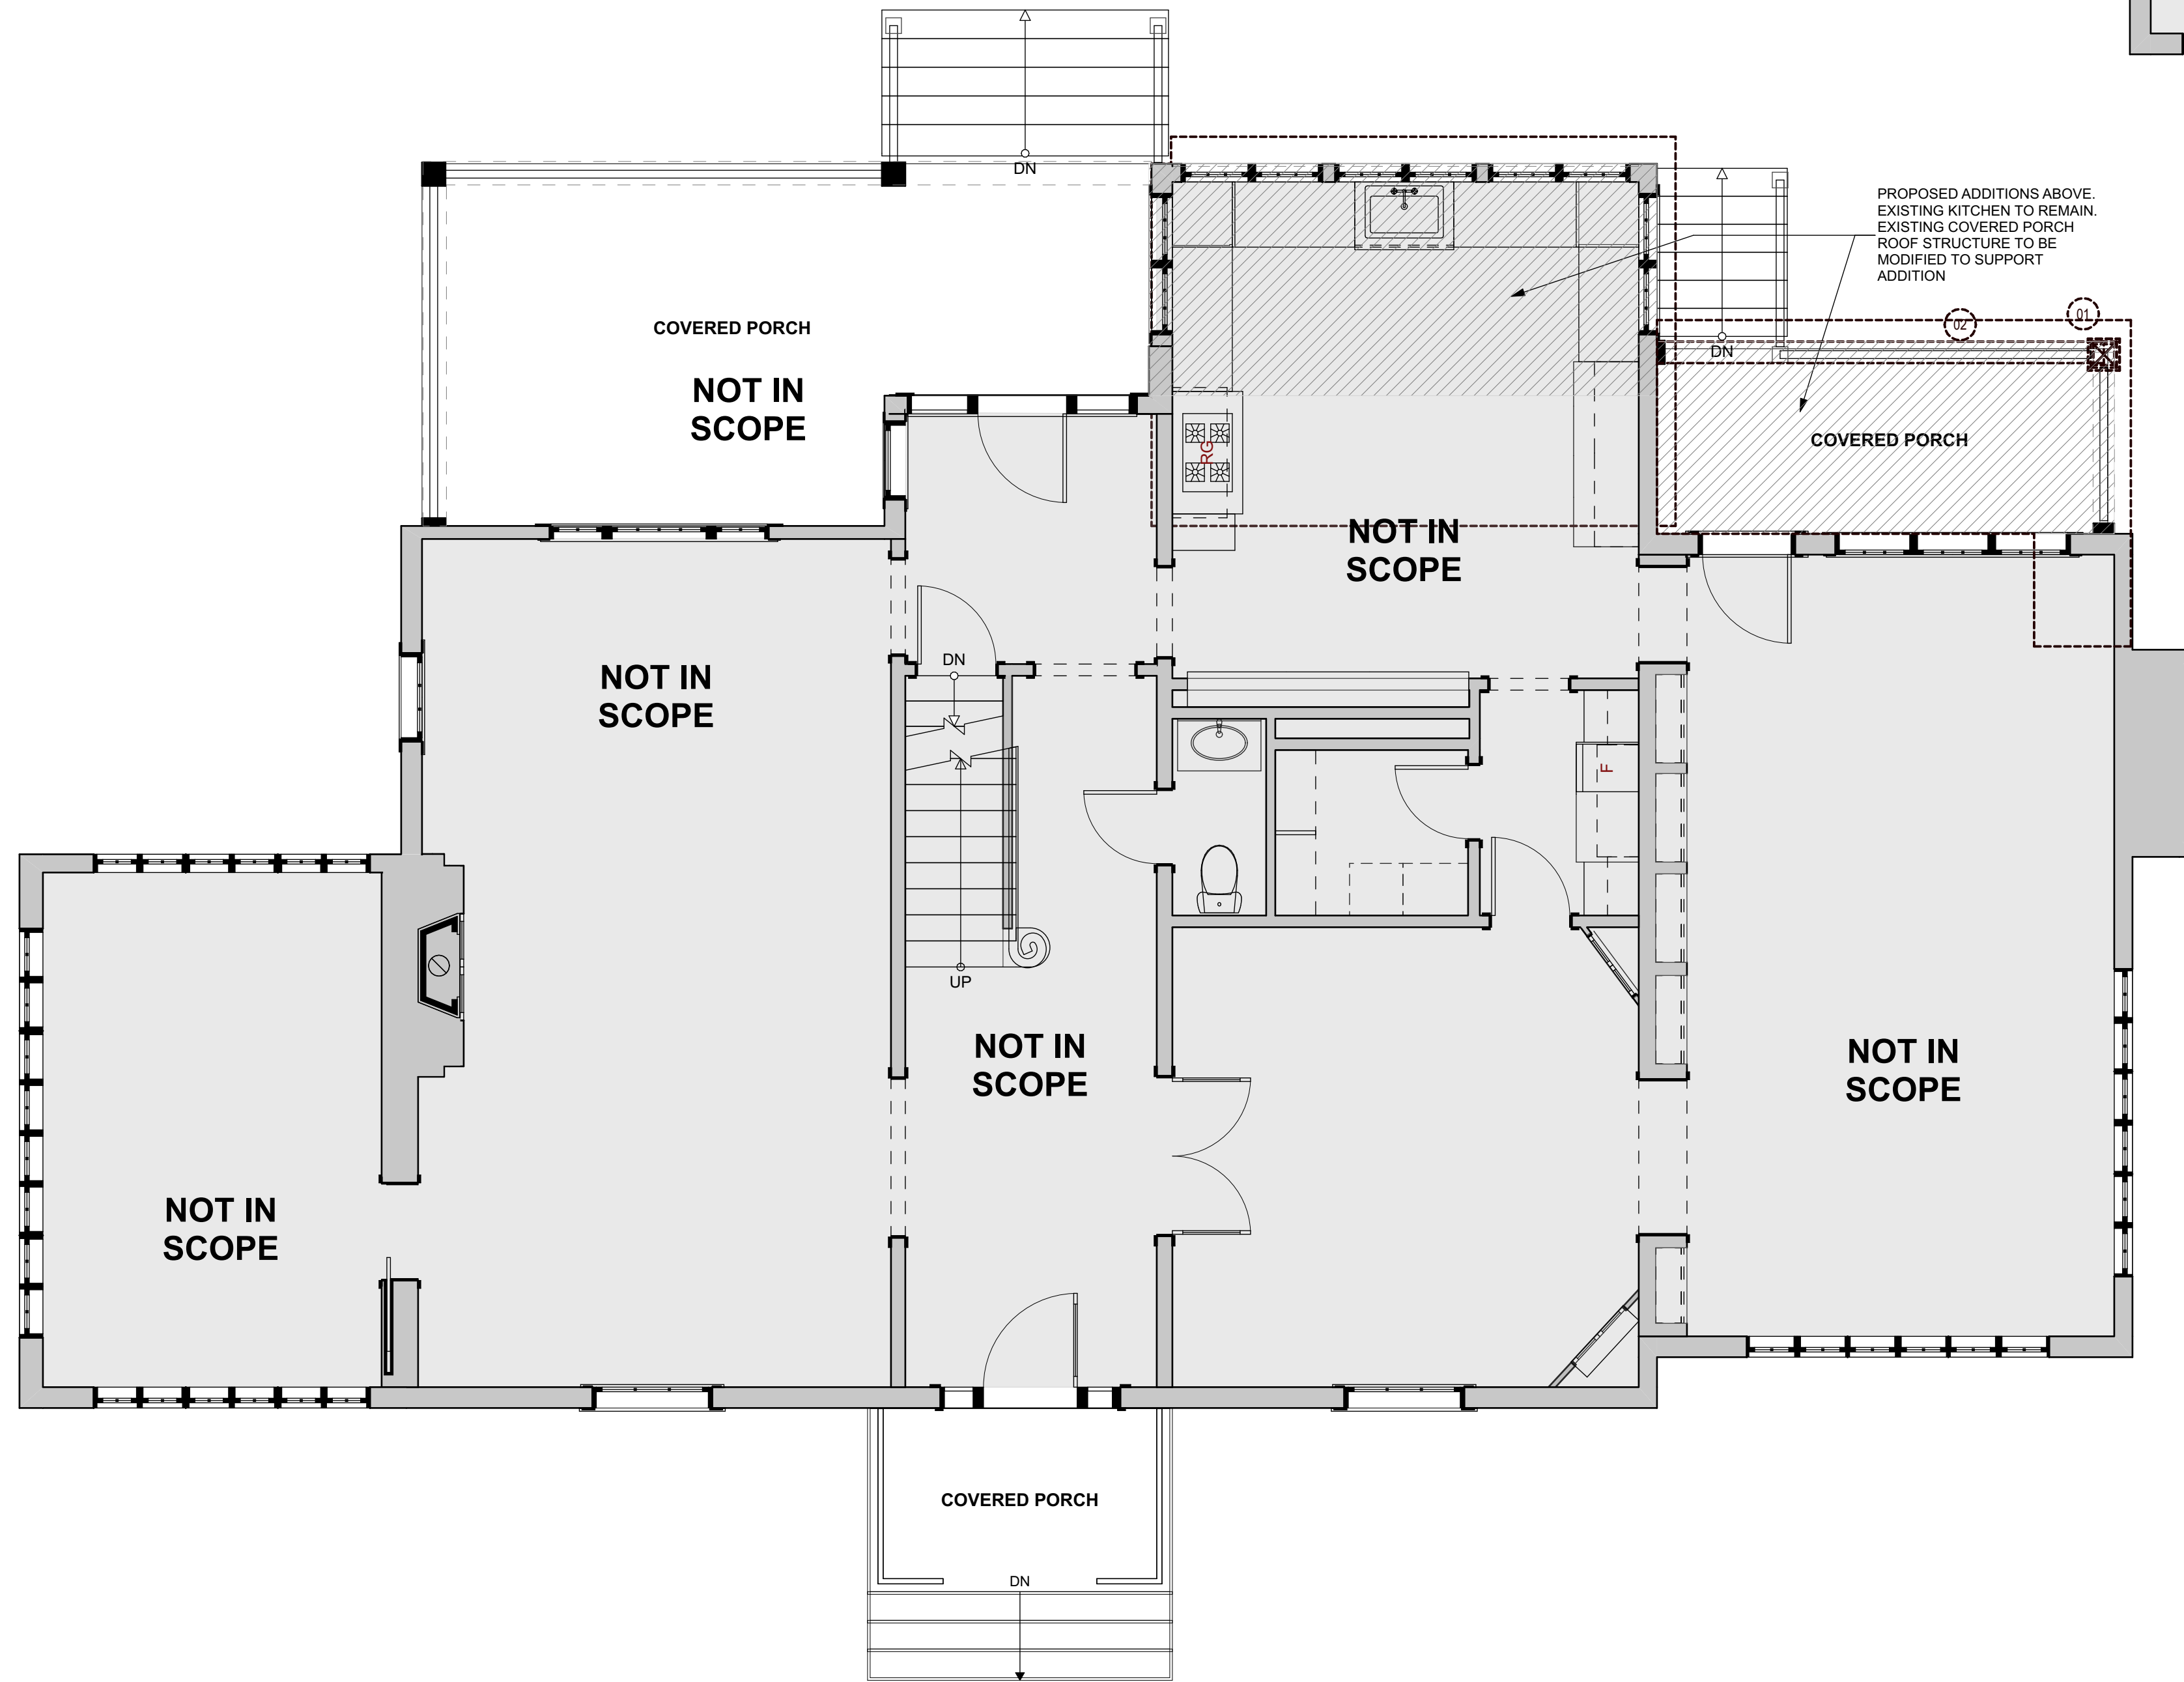 DN
PROPOSED ADDITIONS ABOVE.
EXISTING KITCHEN TO REMAIN.
EXISTING COVERED PORCH
ROOF STRUCTURE TO BE
MODIFIED TO SUPPORT
ADDITION
01
02
COVERED PORCH
DN
NOT IN
SCOPE
COVERED PORCH
RG
NOT IN
SCOPE
DN
NOT IN
SCOPE
F
UP
NOT IN
SCOPE
NOT IN
SCOPE
NOT IN
SCOPE
COVERED PORCH
DN